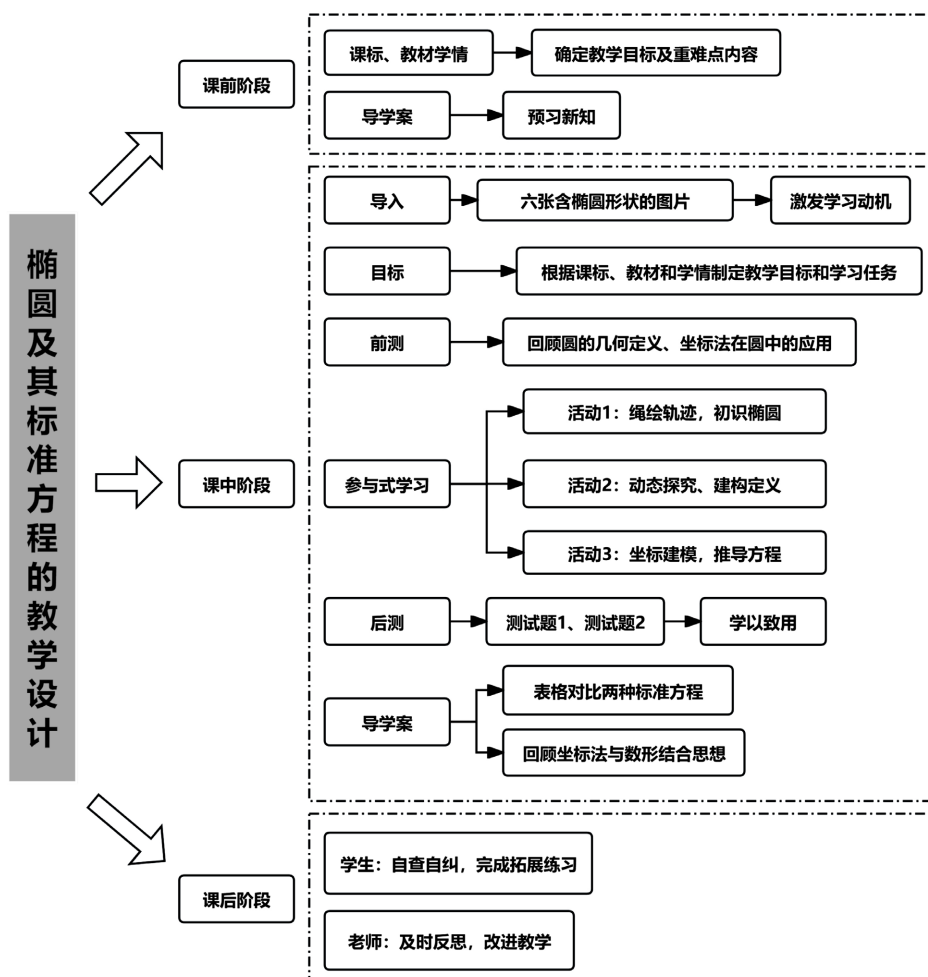 椭圆及其标准方程的教学设计
课前阶段
课标、教材学情
确定教学目标及重难点内容
导学案
预习新知
课中阶段
导入
六张含椭圆形状的图片
激发学习动机
目标
根据课标、教材和学情制定教学目标和学习任务
前测
回顾圆的几何定义、坐标法在圆中的应用
参与式学习
活动1：绳绘轨迹，初识椭圆
活动2：动态探究、建构定义
活动3：坐标建模，推导方程
后测
测试题1、测试题2
学以致用
导学案
表格对比两种标准方程
回顾坐标法与数形结合思想
课后阶段
学生：自查自纠，完成拓展练习
老师：及时反思，改进教学